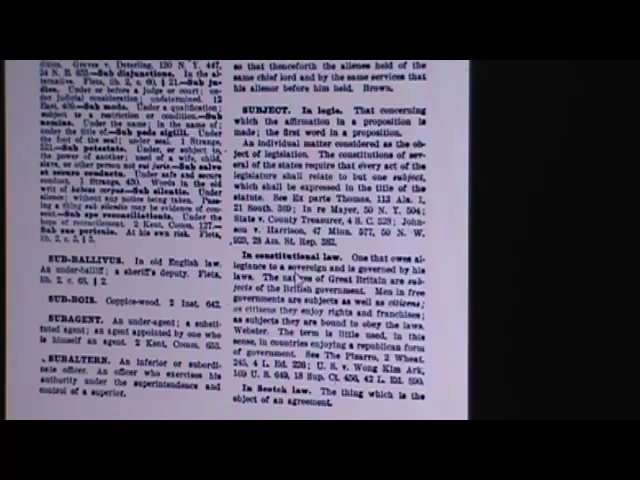 dition. Groves v. Deterling, 120 N. Y. 447,
24 N. E. 655.—Sub disjunctione. In the al-
ternative. Fleta, lib. 2, c. 60, § 21.—Sub ju-
dice. Under or before a judge or court; un-
der judicial consideration; undetermined. 12
East, 409.—Sub modo. Under a qualification;
subject to a restriction or condition.—Sub
nomine. Under the name; in the name of;
under the title of.—Sub pede sigilli. Under
the foot of the seal; under seal. 1 Strange,
521.—Sub potestate. Under, or subject to,
the power of another; used of a wife, child,
slave, or other person not sui juris.—Sub salvo
et securo conductu. Under safe and secure
conduct. 1 Strange, 430. Words in the old
writ of habeas corpus.—Sub silentio. Under
silence; without any notice being taken. Pass-
ing a thing sub silentio may be evidence of con-
sent.—Sub spe reconciliationis. Under the
hope of reconcilement. 2 Kent, Comm. 127.—
Sub suo periculo. At his own risk. Fleta,
lib. 2, c. 5, § 5.
SUB-BALLIVUS. In old English law.
An under-bailiff; a sheriff's deputy. Fleta,
lib. 2, c. 68, § 2.
SUB-BOIS. Coppice-wood. 2 Inst. 642.
SUBAGENT. An under-agent; a substi-
tuted agent; an agent appointed by one who
is himself an agent. 2 Kent, Comm. 633.
SUBALTERN. An inferior or subordi-
nate officer. An officer who exercises his
authority under the superintendence and
control of a superior.
so that thenceforth the alienee held of the
same chief lord and by the same services that
his alienor before him held. Brown.
SUBJECT. In logic. That concerning
which the affirmation in a proposition is
made; the first word in a proposition.
An individual matter considered as the ob-
ject of legislation. The constitutions of sev-
eral of the states require that every act of the
legislature shall relate to but one subject,
which shall be expressed in the title of the
statute. See Ex parte Thomas, 113 Ala. 1,
21 South. 369; In re Mayer, 50 N. Y. 504;
State v. County Treasurer, 4 S. C. 528; John-
son v. Harrison, 47 Minn. 577, 50 N. W.
923, 28 Am. St. Rep. 382.
In constitutional law. One that owes al-
legiance to a sovereign and is governed by his
laws. The natives of Great Britain are sub-
jects of the British government. Men in free
governments are subjects as well as citizens;
as citizens they enjoy rights and franchises;
as subjects they are bound to obey the laws.
Webster. The term is little used, in this
sense, in countries enjoying a republican form
of government. See The Pizarro, 2 Wheat.
245, 4 L. Ed. 226; U. S. v. Wong Kim Ark,
169 U. S. 649, 18 Sup. Ct. 456, 42 L. Ed. 890.
In Scotch law. The thing which is the
object of an agreement.